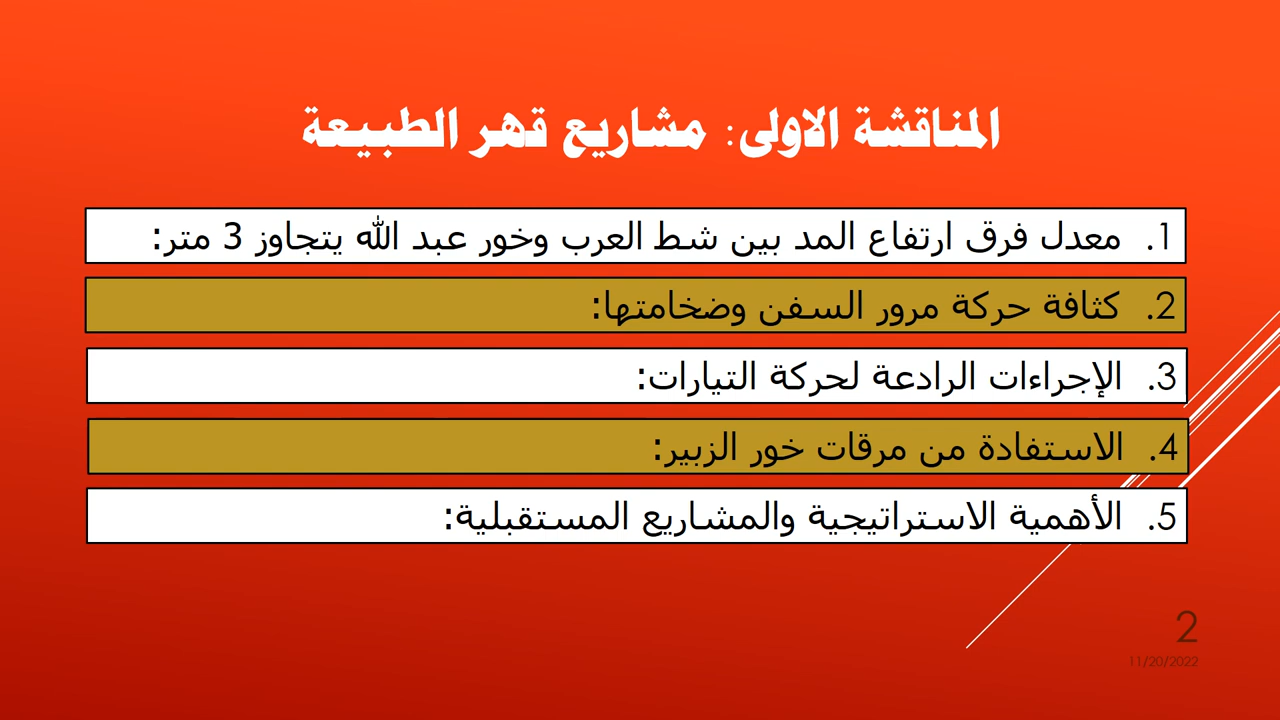 المناقشة الاولى: مشاريع قهر الطبيعة
1. معدل فرق ارتفاع المد بين شط العرب وخور عبد الله يتجاوز 3 متر:
2. كثافة حركة مرور السفن وضخامتها:
3. الإجراءات الرادعة لحركة التيارات:
4. الاستفادة من مرقات خور الزبير:
5. الأهمية الاستراتيجية والمشاريع المستقبلية:
2
11/20/2022